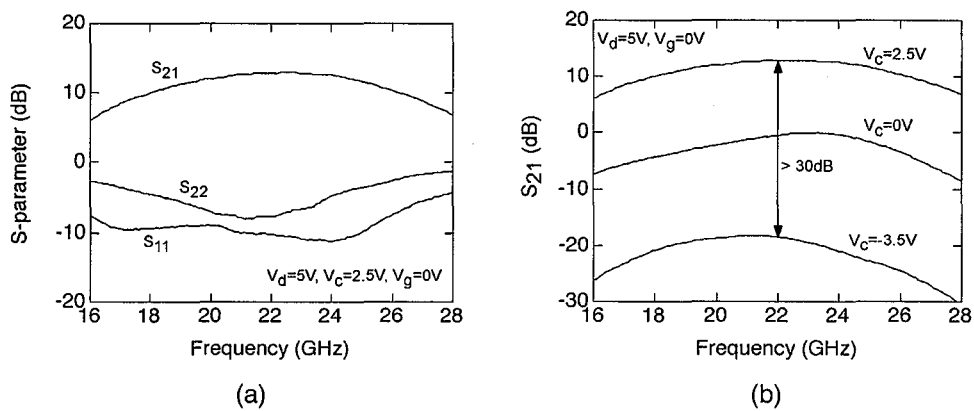 20
10
0
-10
-20
S-parameter (dB)
S21
S22
S11
Vd=5V, Vc=2.5V, Vg=0V
16 18 20 22 24 26 28
Frequency (GHz)
(a)
20
10
0
-10
-20
-30
S21 (dB)
Vd=5V, Vg=0V
Vc=2.5V
Vc=0V
> 30dB
Vc=-3.5V
16 18 20 22 24 26 28
Frequency (GHz)
(b)